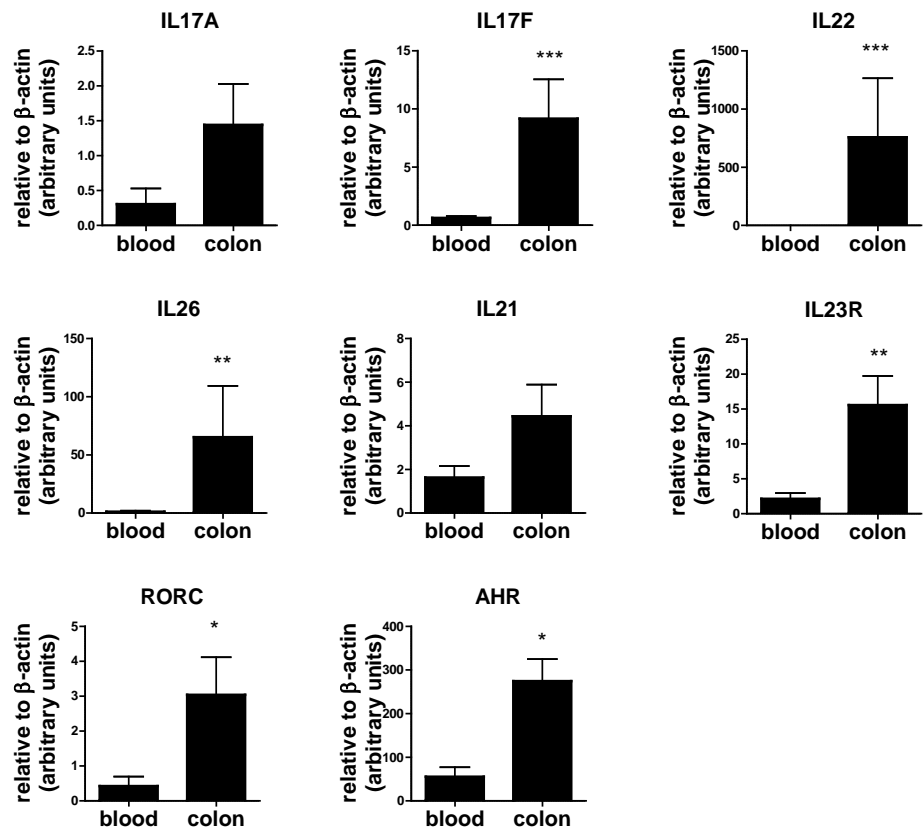 IL17A
relative to β-actin
(arbitrary units)
2.5
2.0
1.5
1.0
0.5
0.0
blood colon
IL17F
relative to β-actin
(arbitrary units)
15
10
5
0
***
blood colon
IL22
relative to β-actin
(arbitrary units)
1500
1000
500
0
***
blood colon
IL26
relative to β-actin
(arbitrary units)
150
100
50
0
**
blood colon
IL21
relative to β-actin
(arbitrary units)
8
6
4
2
0
blood colon
IL23R
relative to β-actin
(arbitrary units)
25
20
15
10
5
0
**
blood colon
RORC
relative to β-actin
(arbitrary units)
5
4
3
2
1
0
*
blood colon
AHR
relative to β-actin
(arbitrary units)
400
300
200
100
0
*
blood colon